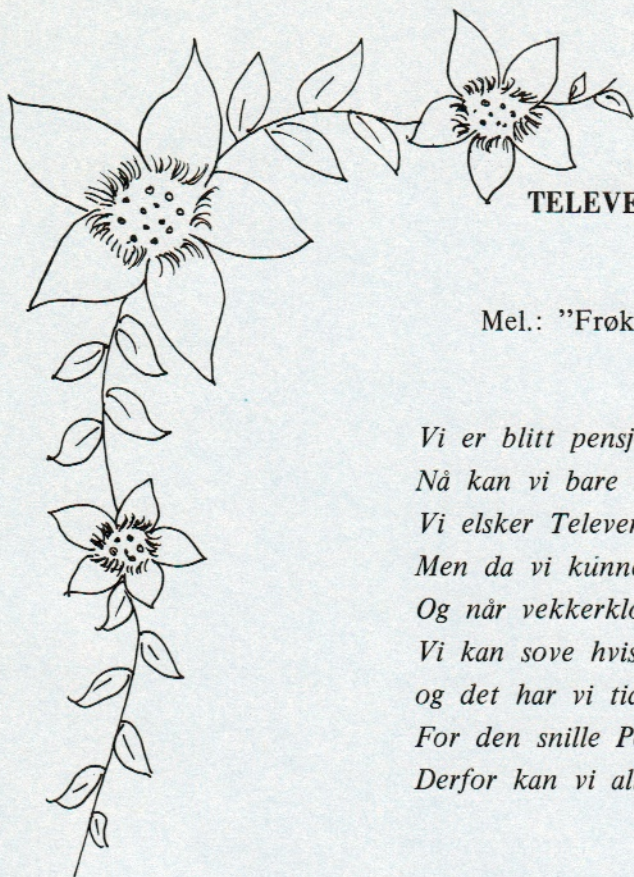 TELEVE
Mel.: ”Frøk
Vi er blitt pensj
Nå kan vi bare
Vi elsker Telever
Men da vi kunne
Og når vekkerklo
Vi kan sove hvis
og det har vi tid
For den snille P
Derfor kan vi al